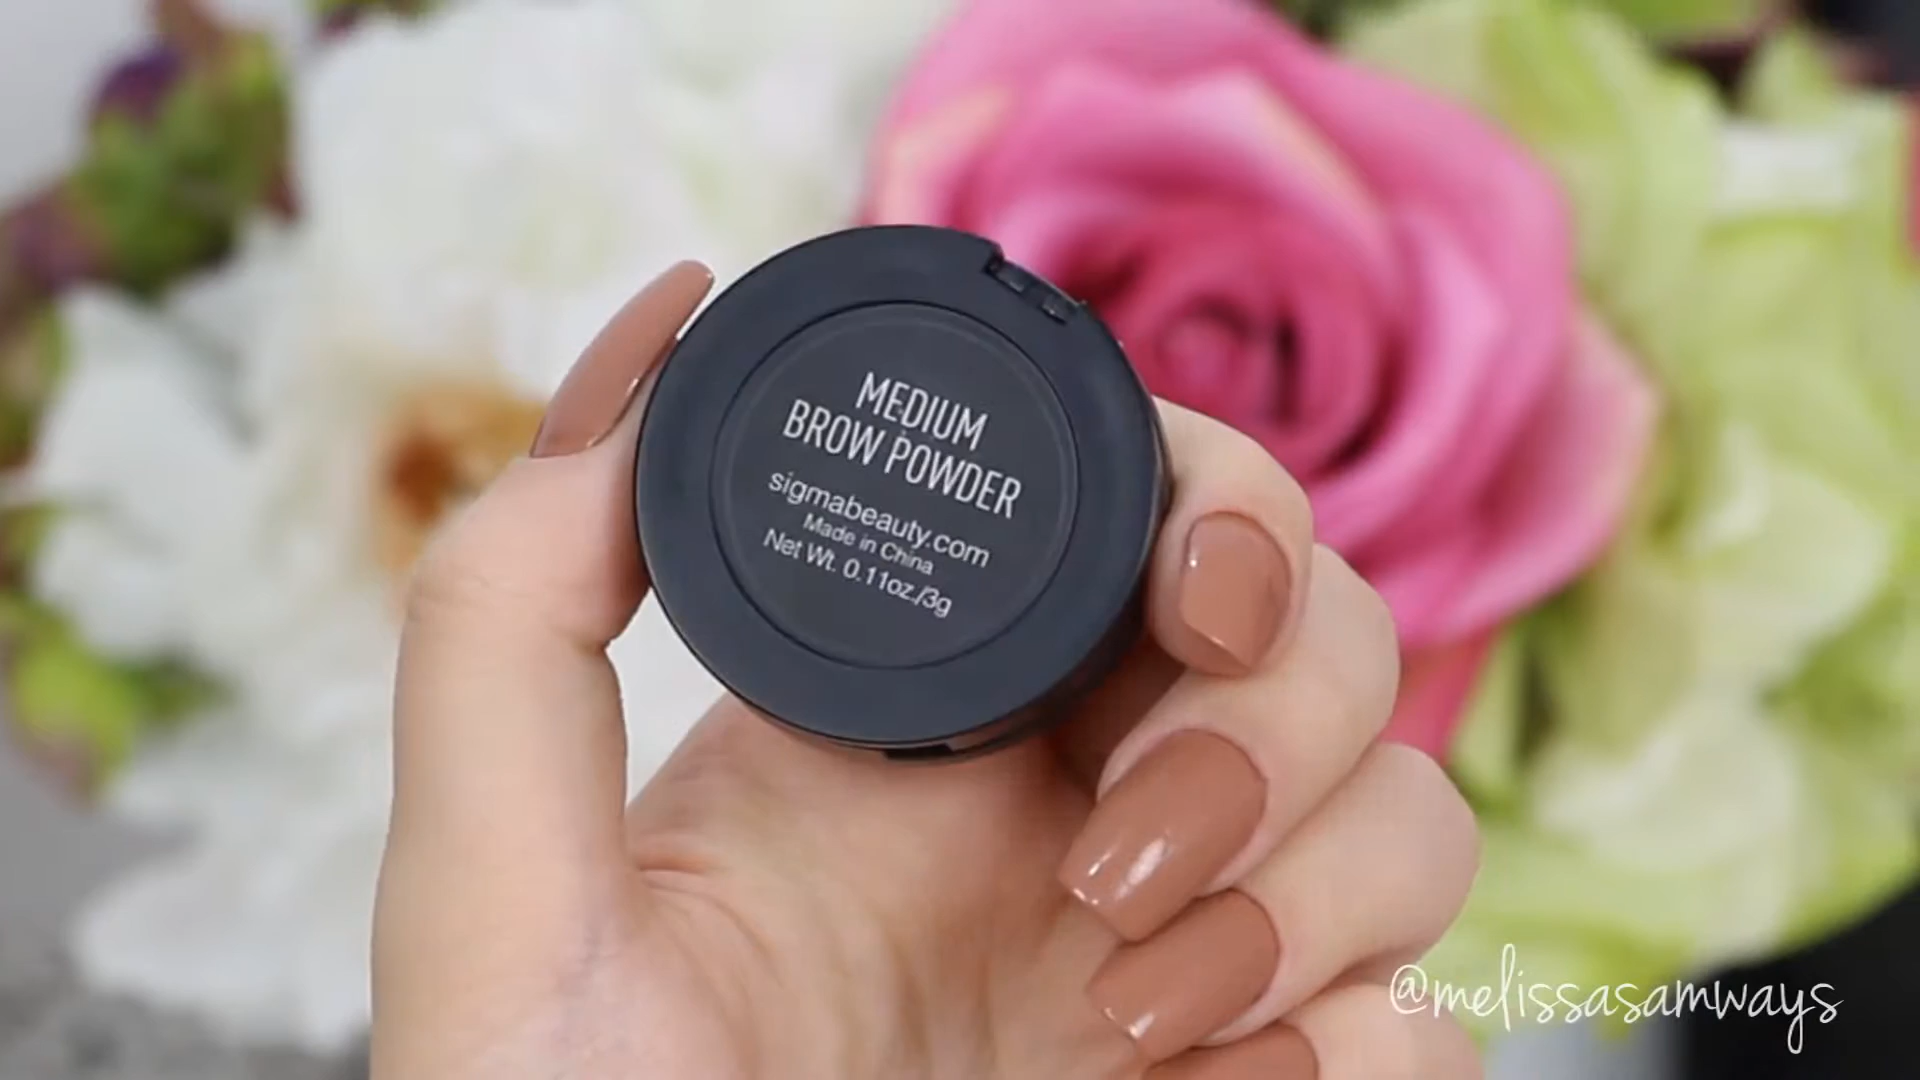 MEDIUM
BROW POWDER
sigmabeauty.com
Made in China
Net Wt. 0.11oz./3g
@melissasamways